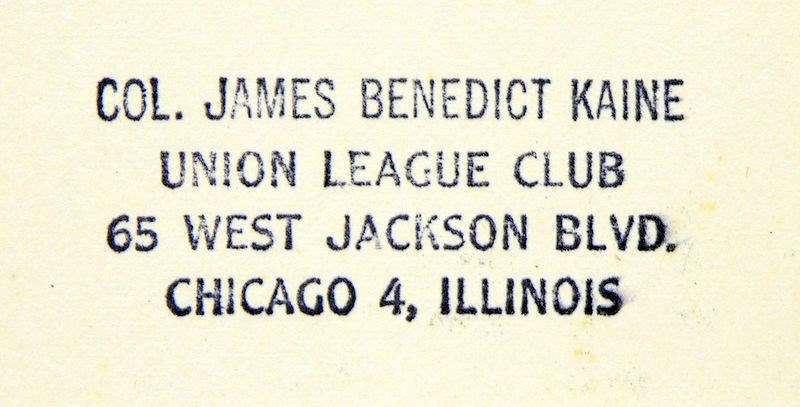 COL. JAMES BENEDICT KAINE
UNION LEAGUE CLUB
65 WEST JACKSON BLVD.
CHICAGO 4, ILLINOIS